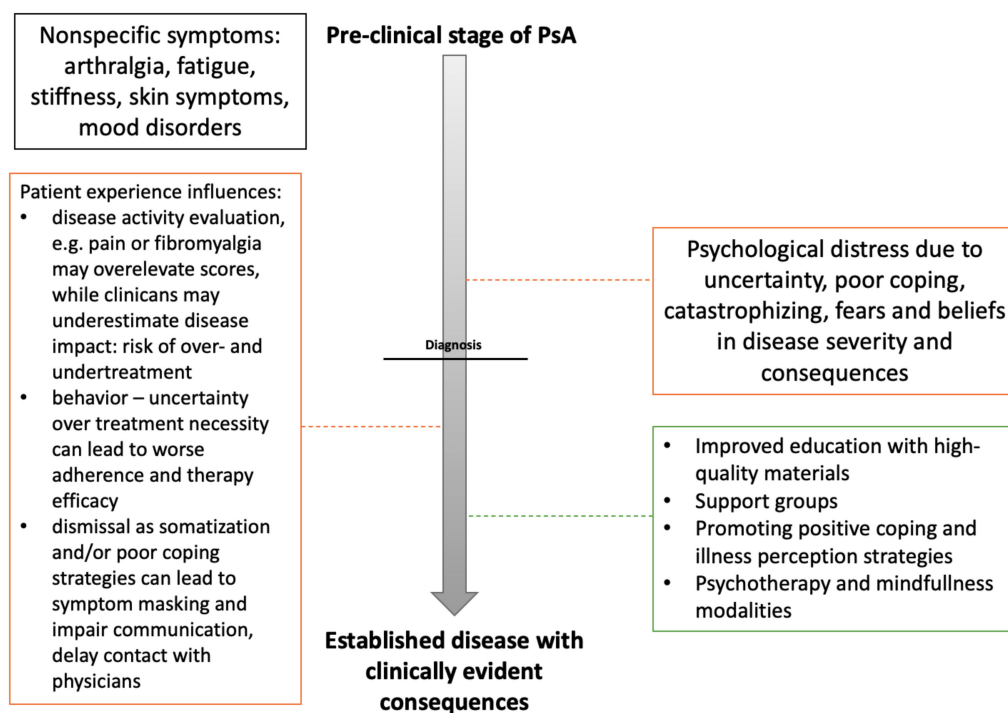 Nonspecific symptoms:
arthralgia, fatigue,
stiffness, skin symptoms,
mood disorders
Pre-clinical stage of PsA
Patient experience influences:
• disease activity evaluation,
e.g. pain or fibromyalgia
may overelevate scores,
while clinicians may
underestimate disease
impact: risk of over- and
undertreatment
• behavior – uncertainty
over treatment necessity
can lead to worse
adherence and therapy
efficacy
• dismissal as somatization
and/or poor coping
strategies can lead to
symptom masking and
impair communication,
delay contact with
physicians
Psychological distress due to
uncertainty, poor coping,
catastrophizing, fears and beliefs
in disease severity and
consequences
Diagnosis
• Improved education with high-
quality materials
• Support groups
• Promoting positive coping and
illness perception strategies
• Psychotherapy and mindfullness
modalities
Established disease with
clinically evident
consequences